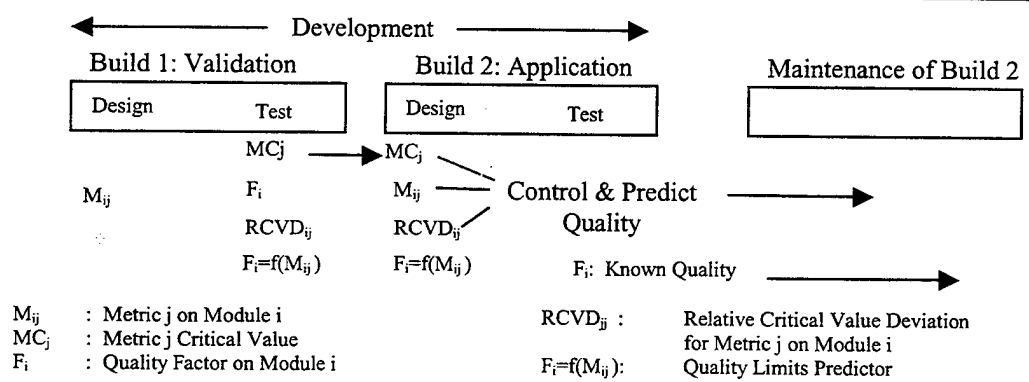 Development
Build 1: Validation Build 2: Application Maintenance of Build 2
Design Test Design Test
MCj MCj
Mij Fi Mij Control & Predict
Quality
RCVDij RCVDij
Fi=f(Mij) Fi=f(Mij) Fi: Known Quality
Mij : Metric j on Module i RCVDij : Relative Critical Value Deviation
MCj : Metric j Critical Value for Metric j on Module i
Fi : Quality Factor on Module i Fi=f(Mij): Quality Limits Predictor